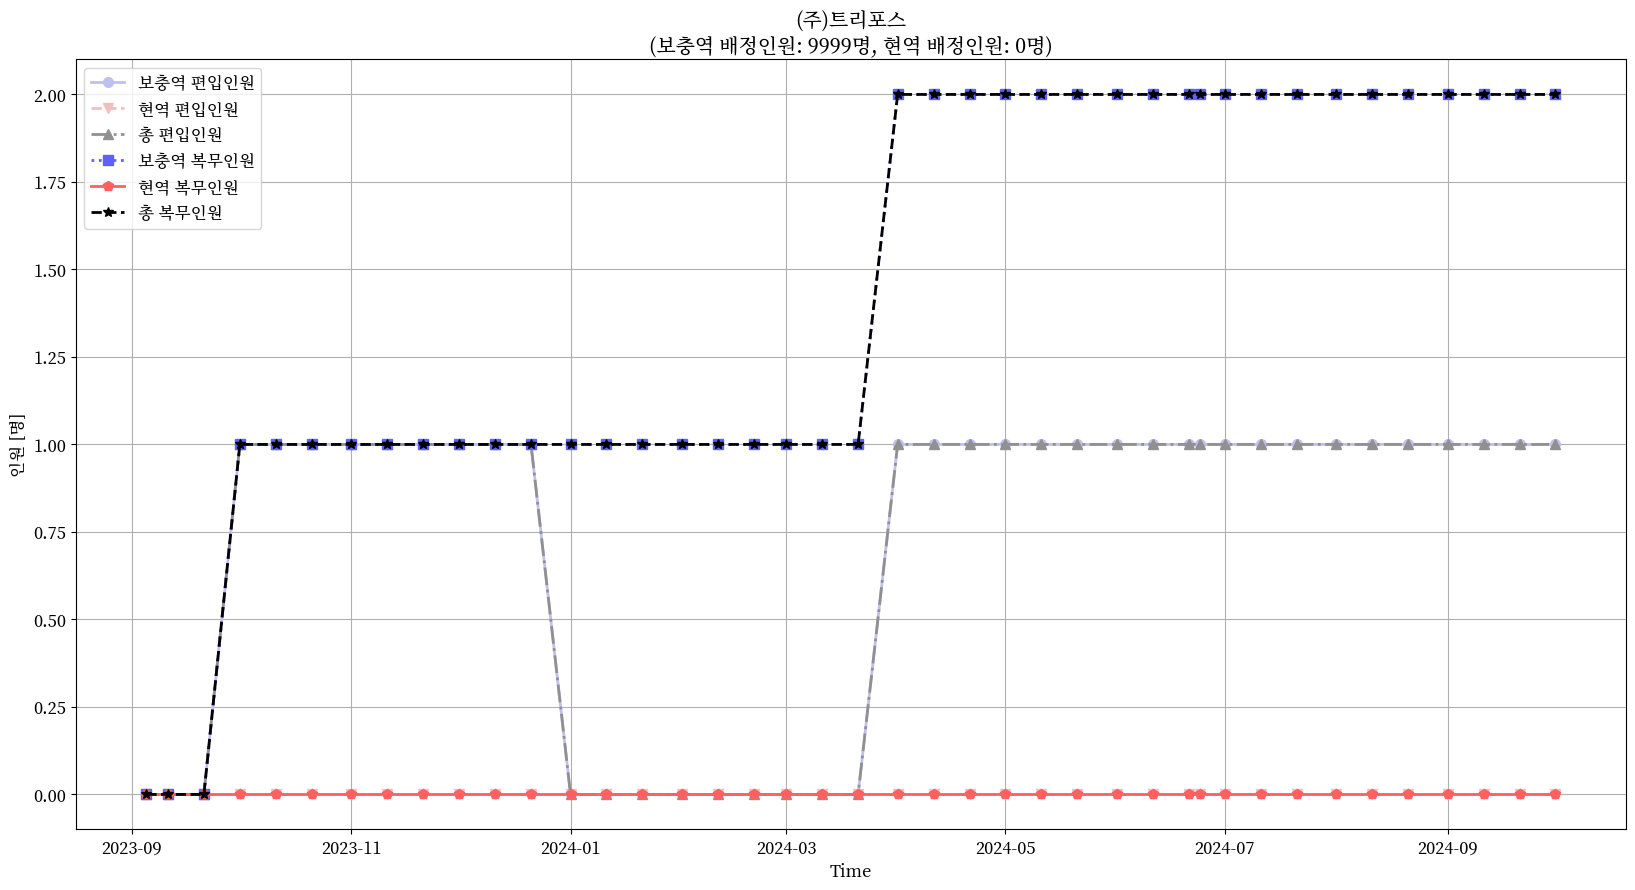 (주)트리포스
(보충역 배정인원: 9999명, 현역 배정인원: 0명)
보충역 편입인원
현역 편입인원
총 편입인원
보충역 복무인원
현역 복무인원
총 복무인원
인원 [명]
2.00
1.75
1.50
1.25
1.00
0.75
0.50
0.25
0.00
2023-09
2023-11
2024-01
2024-03
2024-05
2024-07
2024-09
Time